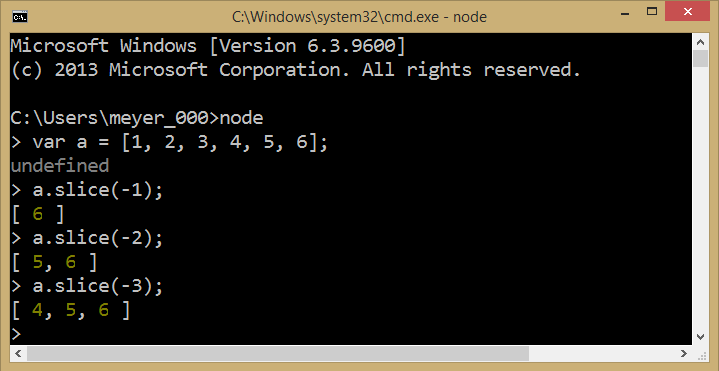 C:\Windows\system32\cmd.exe - node
Microsoft Windows [Version 6.3.9600]
(c) 2013 Microsoft Corporation. All rights reserved.
C:\Users\meyer_000>node
> var a = [1, 2, 3, 4, 5, 6];
undefined
> a.slice(-1);
[ 6 ]
> a.slice(-2);
[ 5, 6 ]
> a.slice(-3);
[ 4, 5, 6 ]
>